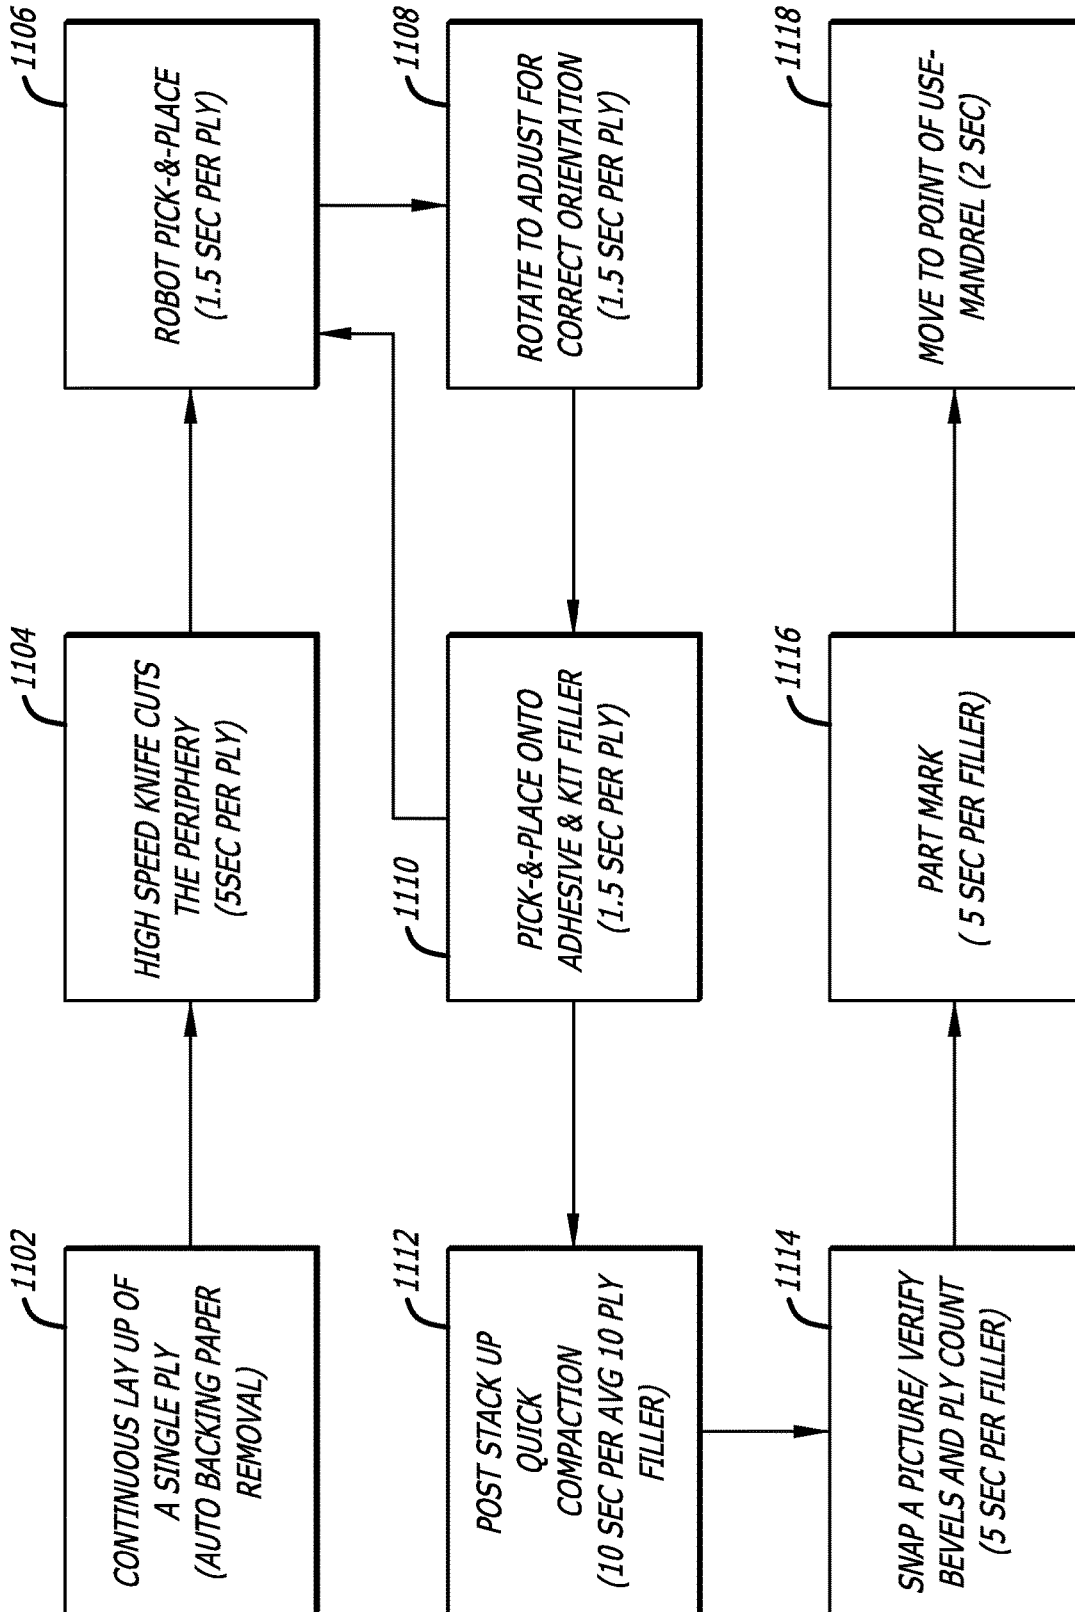 1102
CONTINUOUS LAY UP OF
A SINGLE PLY
(AUTO BACKING PAPER
REMOVAL)
1104
HIGH SPEED KNIFE CUTS
THE PERIPHERY
(5SEC PER PLY)
1106
ROBOT PICK-&-PLACE
(1.5 SEC PER PLY)
1108
ROTATE TO ADJUST FOR
CORRECT ORIENTATION
(1.5 SEC PER PLY)
1110
PICK-&-PLACE ONTO
ADHESIVE & KIT FILLER
(1.5 SEC PER PLY)
1112
POST STACK UP
QUICK
COMPACTION
(10 SEC PER AVG 10 PLY
FILLER)
1114
SNAP A PICTURE/ VERIFY
BEVELS AND PLY COUNT
(5 SEC PER FILLER)
1116
PART MARK
( 5 SEC PER FILLER)
1118
MOVE TO POINT OF USE-
MANDREL (2 SEC)